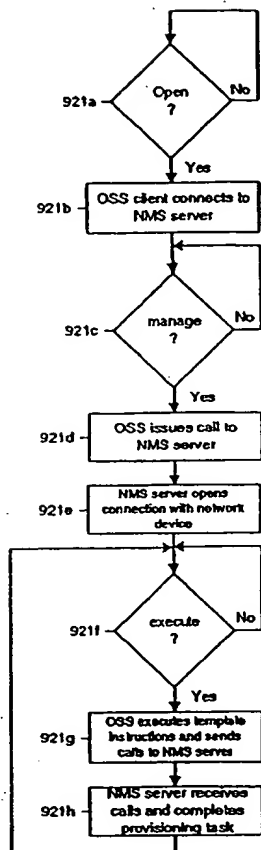 921a
Open
?
No
Yes
921b
OSS client connects to
NMS server
921c
manage
?
No
Yes
921d
OSS issues call to
NMS server
921e
NMS server opens
connection with network
device
921f
execute
?
No
Yes
921g
OSS executes template
instructions and sends
calls to NMS server
921h
NMS server receives
calls and completes
provisioning task